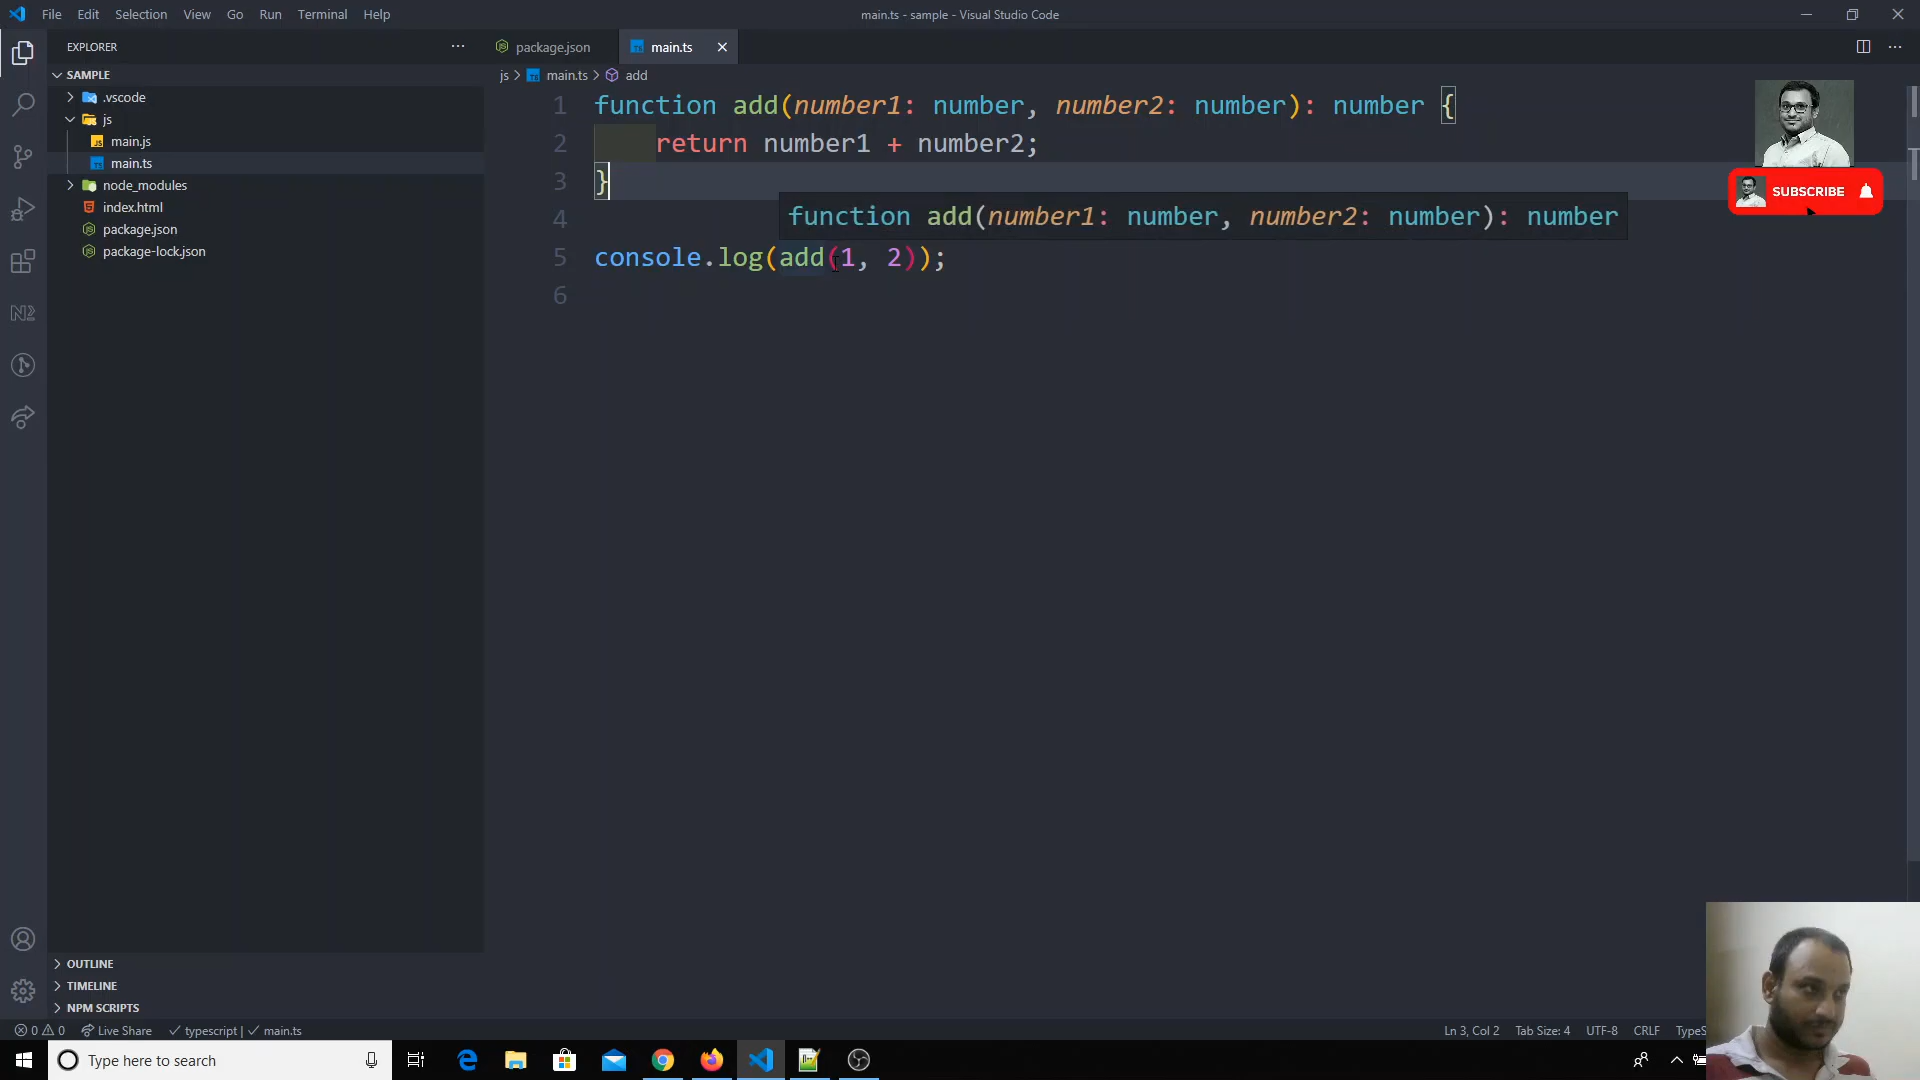 File Edit Selection View Go Run Terminal Help
main.ts - sample - Visual Studio Code
EXPLORER
SAMPLE
.vscode
js
main.js
main.ts
node_modules
index.html
package.json
package-lock.json
OUTLINE
TIMELINE
NPM SCRIPTS
package.json main.ts
js > main.ts > add
1 function add(number1: number, number2: number): number {
2 return number1 + number2;
3 }
function add(number1: number, number2: number): number
4
5 console.log(add(1, 2));
6
SUBSCRIBE
0 0 Live Share typescript | main.ts
Ln 3, Col 2 Tab Size: 4 UTF-8 CRLF TypeS
Type here to search